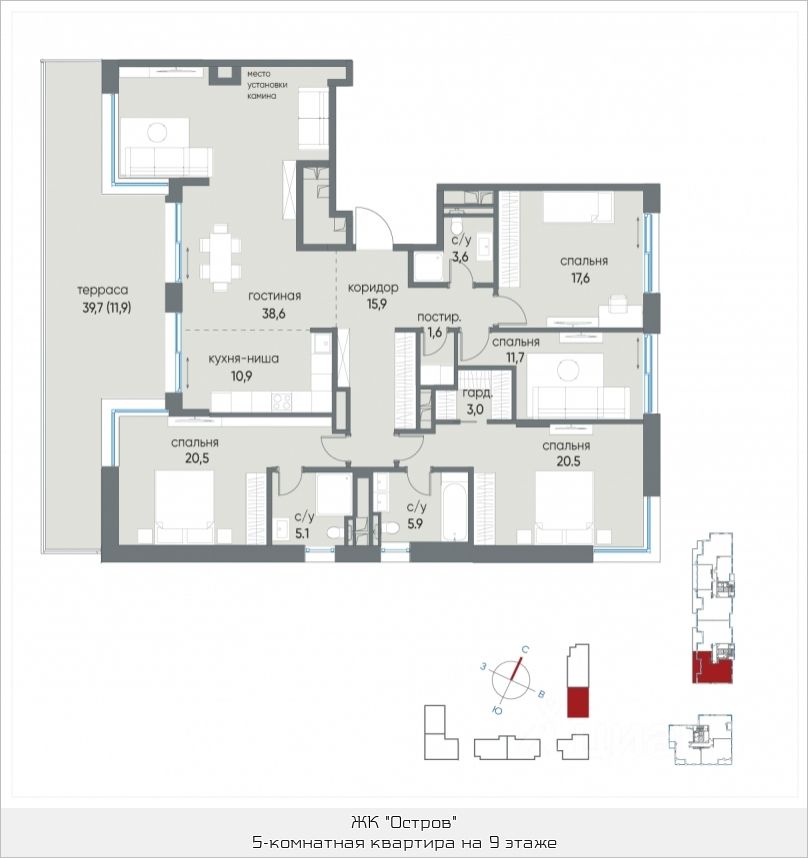 место
установки
камина
с/у
3,6
спальня
17,6
терраса
39,7 (11,9)
гостиная
38,6
коридор
15,9
постир.
1,6
спальня
11,7
кухня-ниша
10,9
гард.
3,0
спальня
20,5
спальня
20.5
с/у
5.1
с/у
5.9
С
З
В
Ю
ЖК "Остров"
5-комнатная квартира на 9 этаже